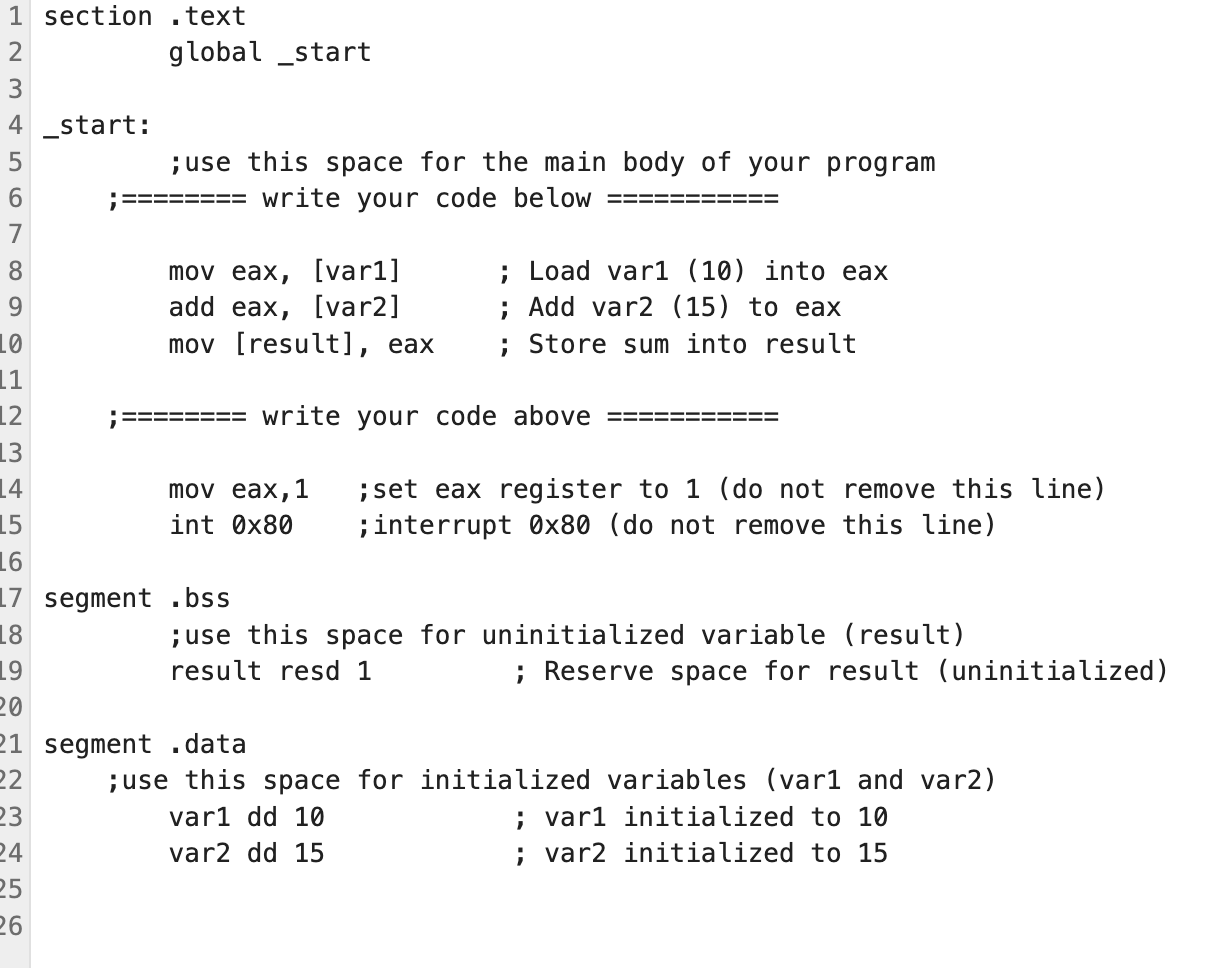 1 section .text
2         global _start
3
4 _start:
5         ;use this space for the main body of your program
6     ;======== write your code below ===========
7
8         mov eax, [var1]      ; Load var1 (10) into eax
9         add eax, [var2]      ; Add var2 (15) to eax
10         mov [result], eax    ; Store sum into result
11
12     ;======== write your code above ===========
13
14         mov eax,1   ;set eax register to 1 (do not remove this line)
15         int 0x80    ;interrupt 0x80 (do not remove this line)
16
17 segment .bss
18         ;use this space for uninitialized variable (result)
19         result resd 1         ; Reserve space for result (uninitialized)
20
21 segment .data
22     ;use this space for initialized variables (var1 and var2)
23         var1 dd 10            ; var1 initialized to 10
24         var2 dd 15            ; var2 initialized to 15
25
26